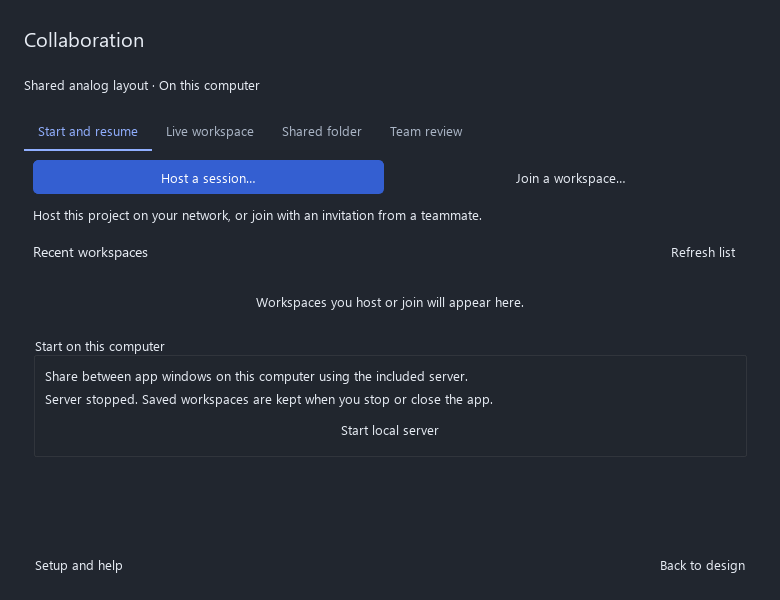 Collaboration
Shared analog layout · On this computer
Start and resume
Live workspace
Shared folder
Team review
Host a session...
Join a workspace...
Host this project on your network, or join with an invitation from a teammate.
Recent workspaces
Refresh list
Workspaces you host or join will appear here.
Start on this computer
Share between app windows on this computer using the included server.
Server stopped. Saved workspaces are kept when you stop or close the app.
Start local server
Setup and help
Back to design